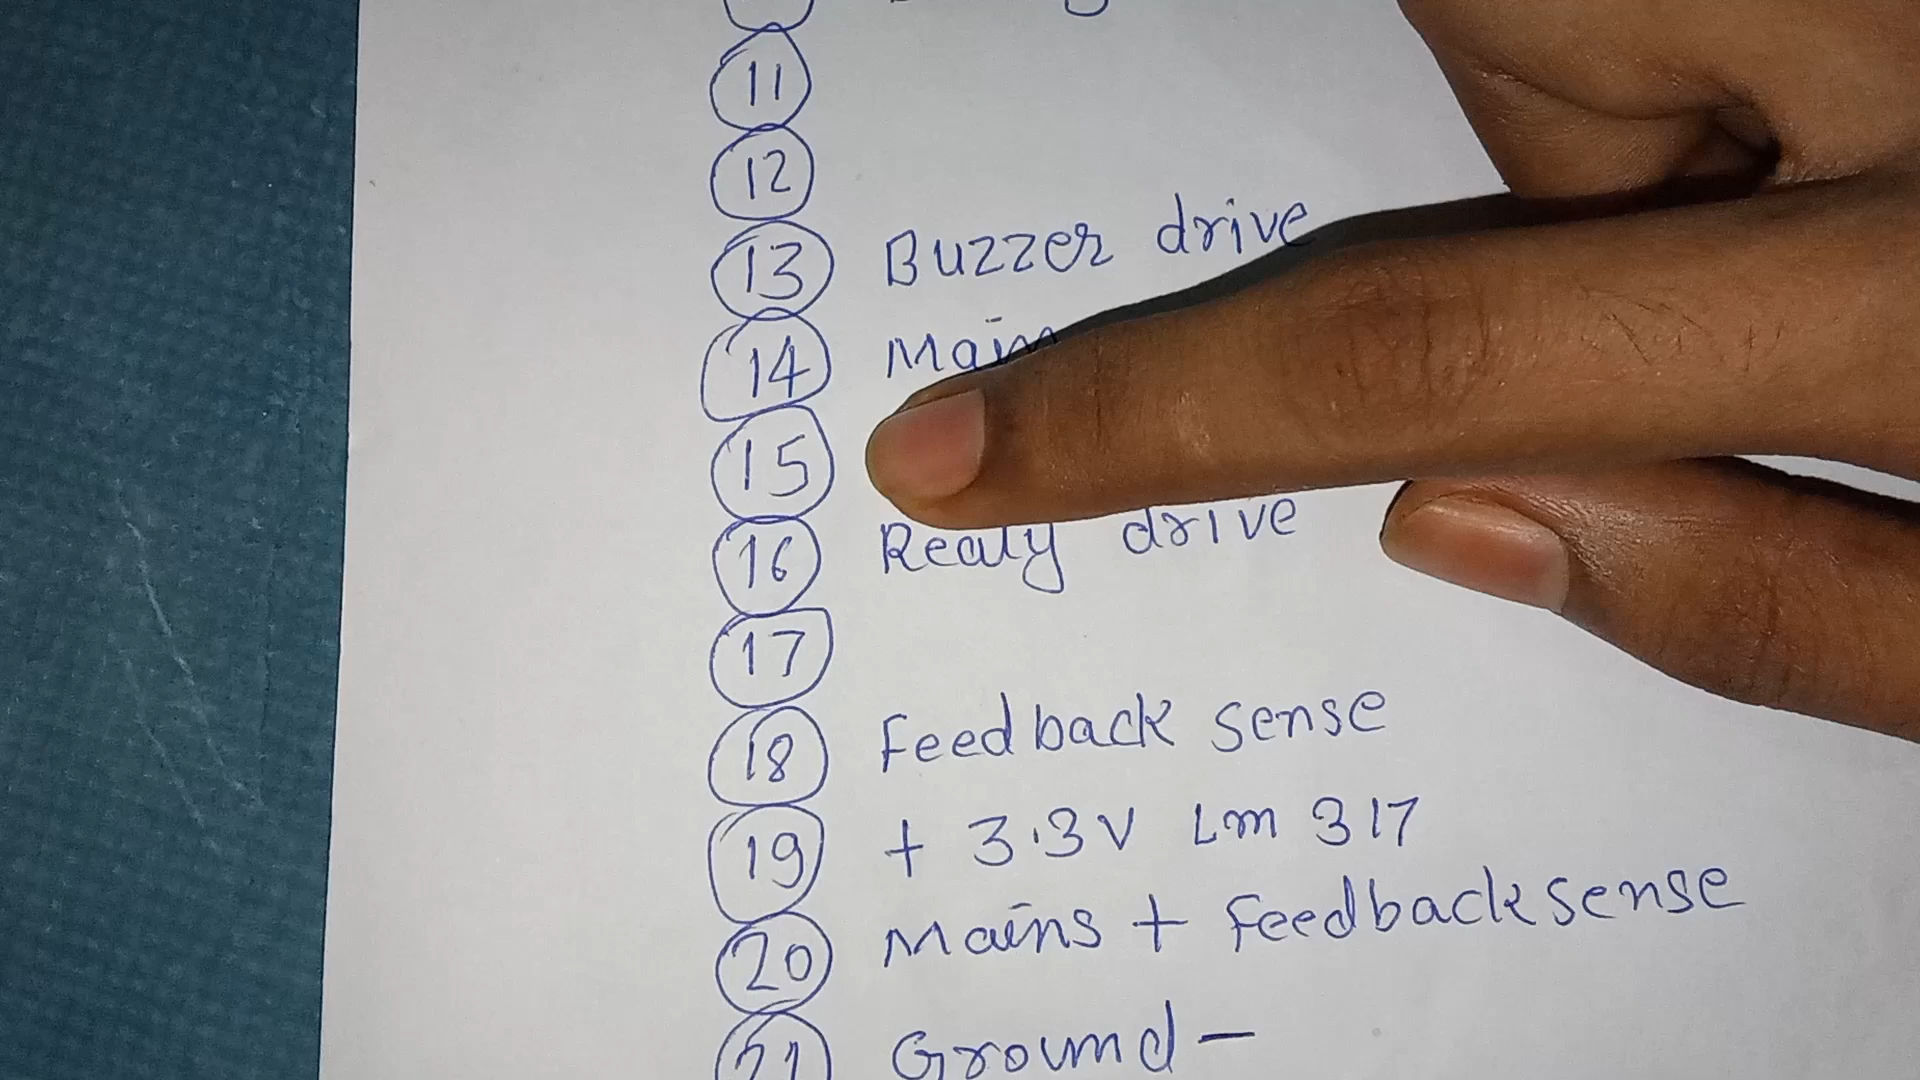 11
12
13 Buzzer drive
14
15
16 Realy drive
17
18 Feedback sense
19 + 3.3V Lm 317
20 Mains + Feedback sense
21 Ground -